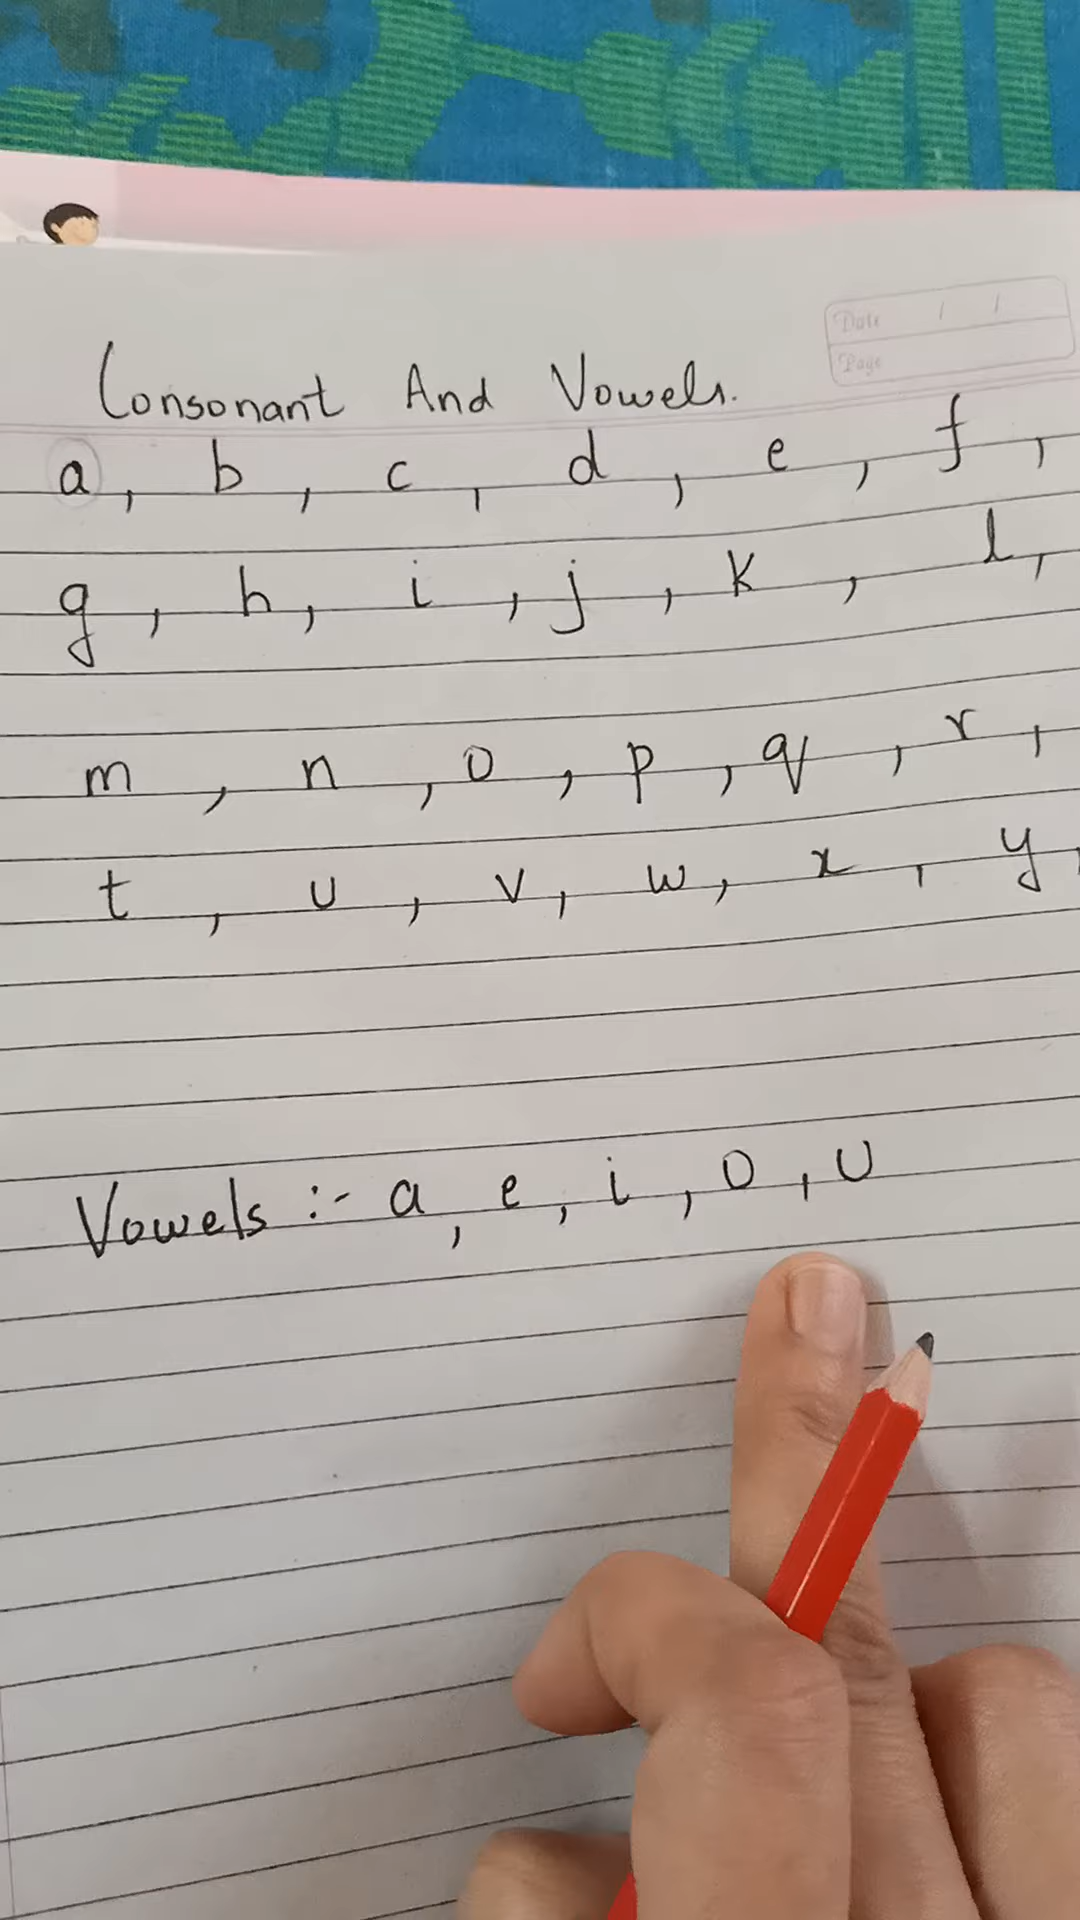 Date / /
Page
Consonant And Vowels.
a, b, c, d, e, f,
g, h, i, j, k, l,
m, n, o, p, q, r,
t, u, v, w, x, y,
Vowels :- a, e, i, o, u